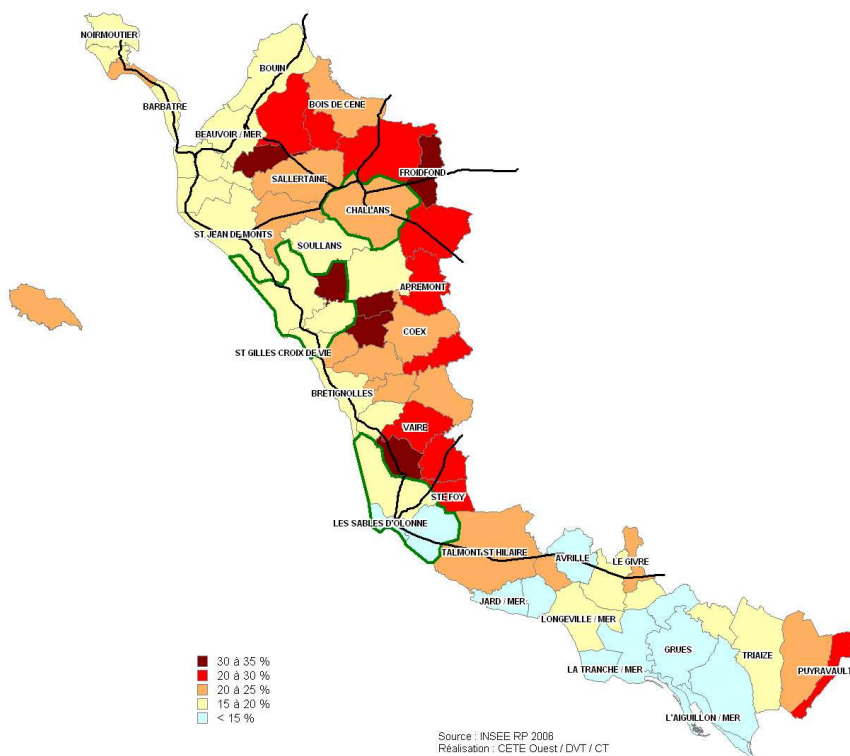 NOIRMOUTIER
BOUIN
BARBATRE
BOIS DE CENE
BEAUVOIR / MER
FROIDFOND
SALLERTAINE
CHALLANS
ST JEAN DE MONTS
SOULLANS
APREMONT
COEX
ST GILLES CROIX DE VIE
BRETIGNOLLES
VAIRE
STE FOY
LES SABLES D'OLONNE
TALMONT ST HILAIRE
AVRILLE
LE GIVRE
JARD / MER
LONGEVILLE / MER
GRUES
TRIAIZE
LA TRANCHE / MER
PUYRAVAULT
L'AIGUILLON / MER
30 à 35 %
20 à 30 %
20 à 25 %
15 à 20 %
< 15 %
Source : INSEE RP 2006
Réalisation : CETE Ouest / DVT / CT